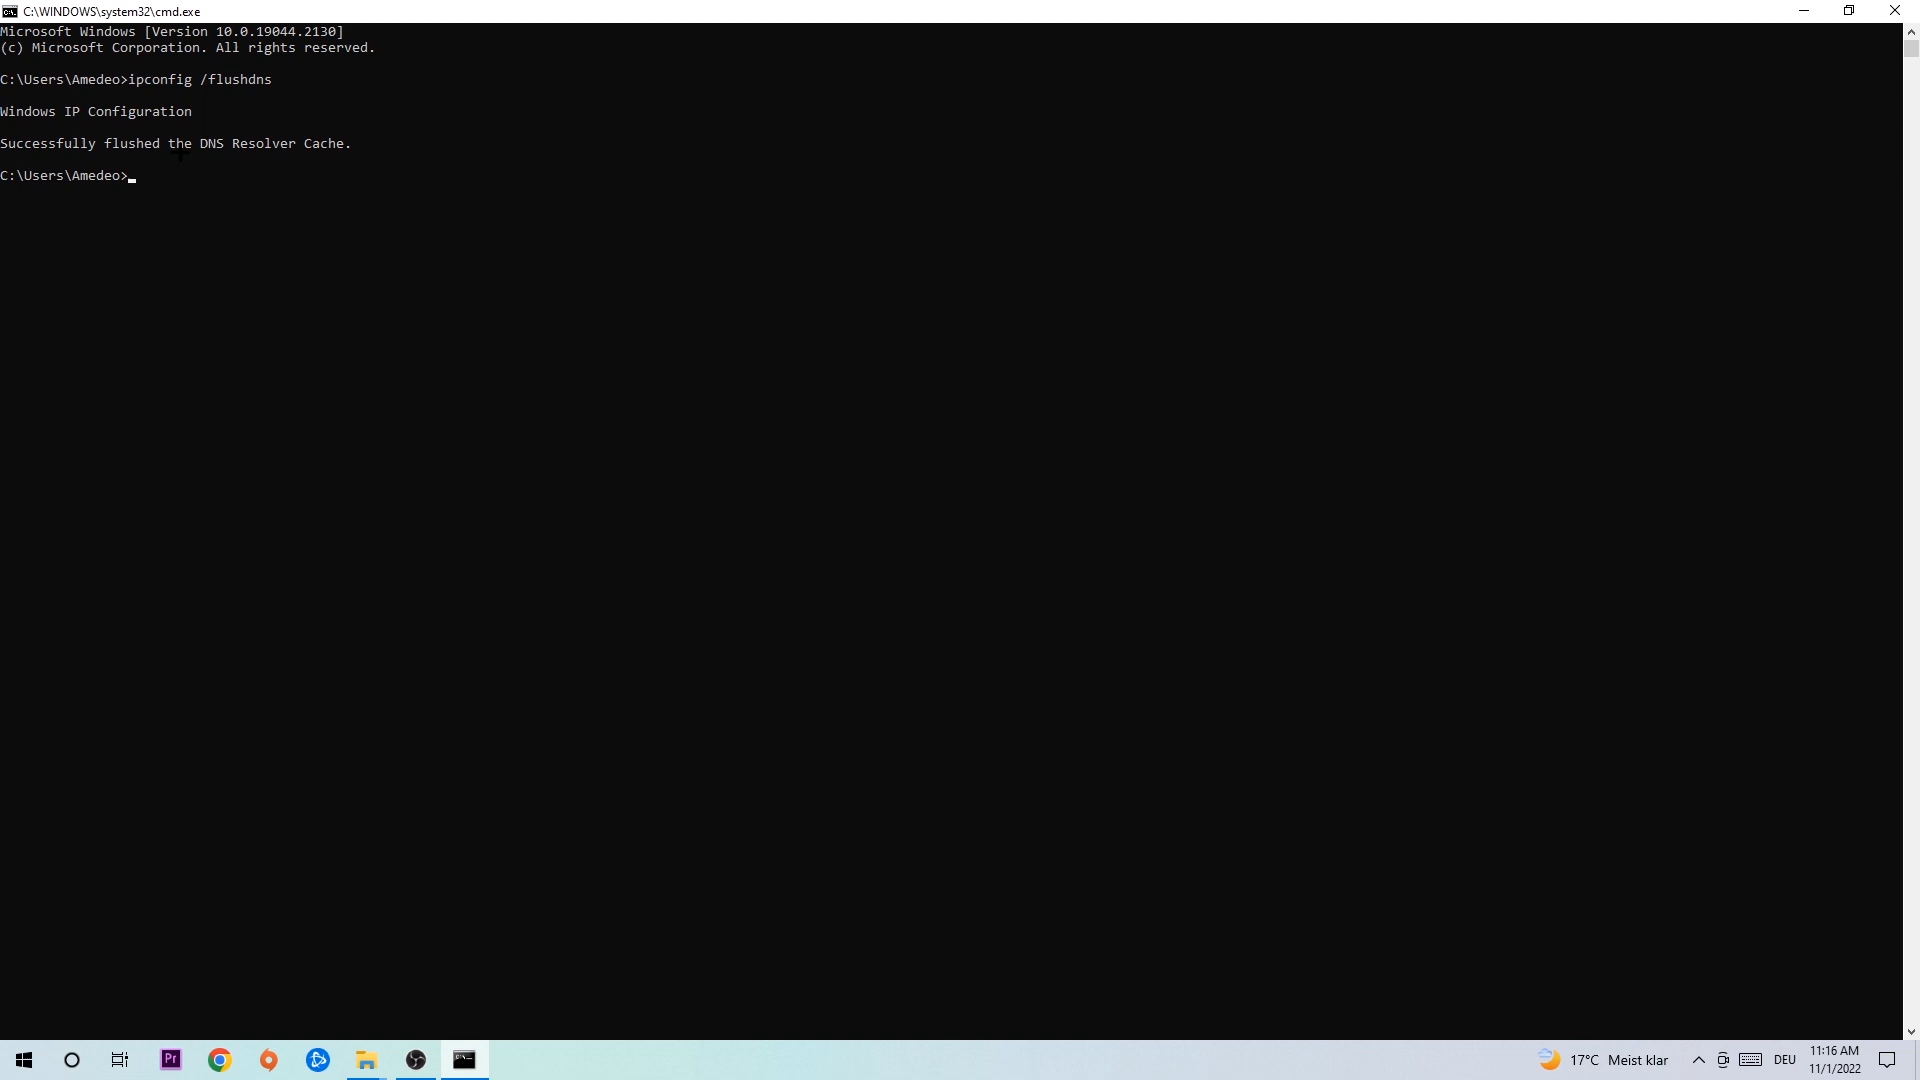 C:\WINDOWS\system32\cmd.exe
Microsoft Windows [Version 10.0.19044.2130]
(c) Microsoft Corporation. All rights reserved.
C:\Users\Amedeo>ipconfig /flushdns
Windows IP Configuration
Successfully flushed the DNS Resolver Cache.
C:\Users\Amedeo>
Pr
17°C Meist klar
DEU
11:16 AM
11/1/2022